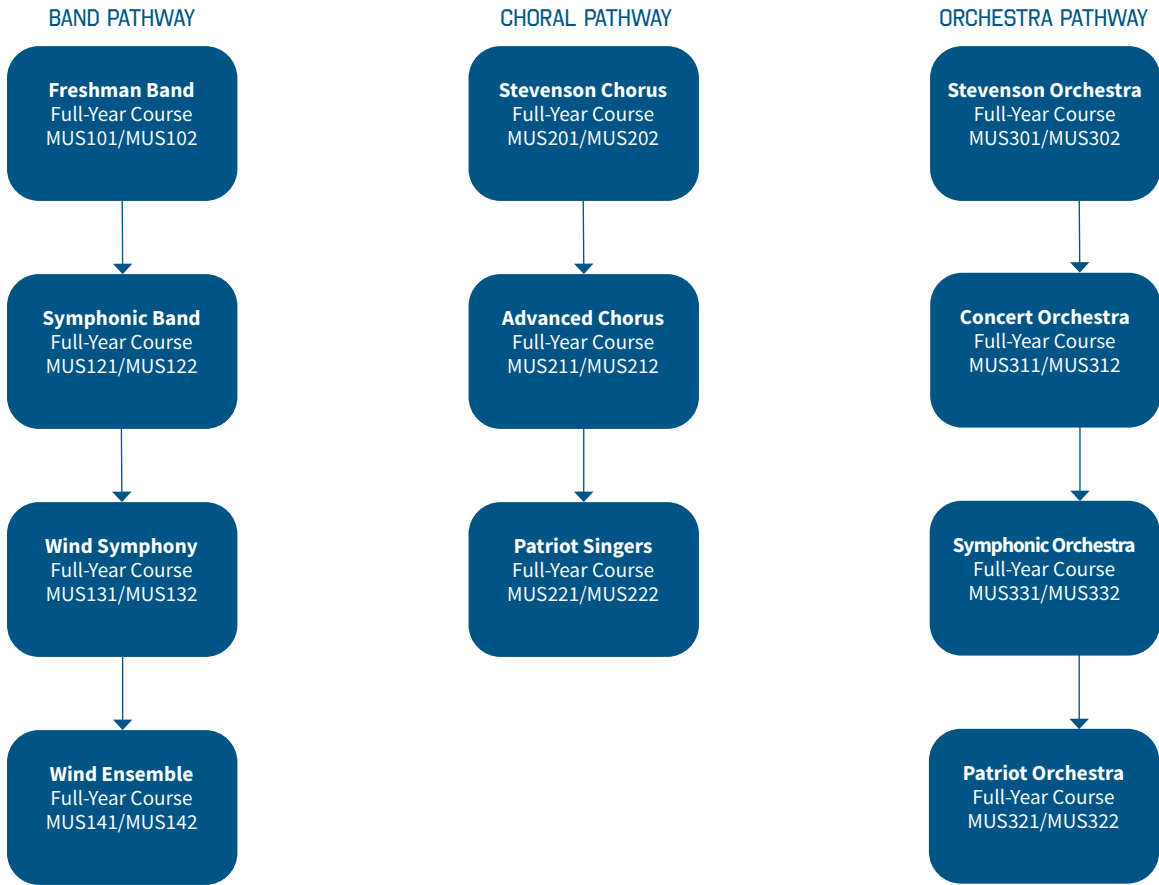 BAND PATHWAY
Freshman Band
Full-Year Course
MUS101/MUS102
Symphonic Band
Full-Year Course
MUS121/MUS122
Wind Symphony
Full-Year Course
MUS131/MUS132
Wind Ensemble
Full-Year Course
MUS141/MUS142
CHORAL PATHWAY
Stevenson Chorus
Full-Year Course
MUS201/MUS202
Advanced Chorus
Full-Year Course
MUS211/MUS212
Patriot Singers
Full-Year Course
MUS221/MUS222
ORCHESTRA PATHWAY
Stevenson Orchestra
Full-Year Course
MUS301/MUS302
Concert Orchestra
Full-Year Course
MUS311/MUS312
Symphonic Orchestra
Full-Year Course
MUS331/MUS332
Patriot Orchestra
Full-Year Course
MUS321/MUS322